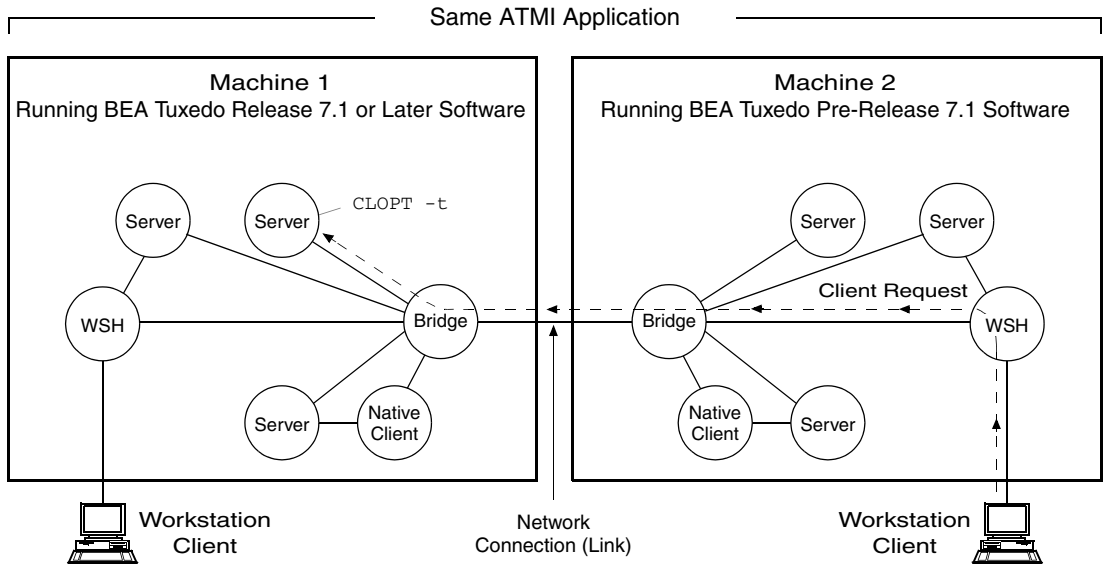 Same ATMI Application
Machine 1
Running BEA Tuxedo Release 7.1 or Later Software
Machine 2
Running BEA Tuxedo Pre-Release 7.1 Software
Server
Server
CLOPT -t
Server
Server
Client Request
WSH
Bridge
Bridge
WSH
Server
Native
Client
Native
Client
Server
Workstation
Client
Network
Connection (Link)
Workstation
Client